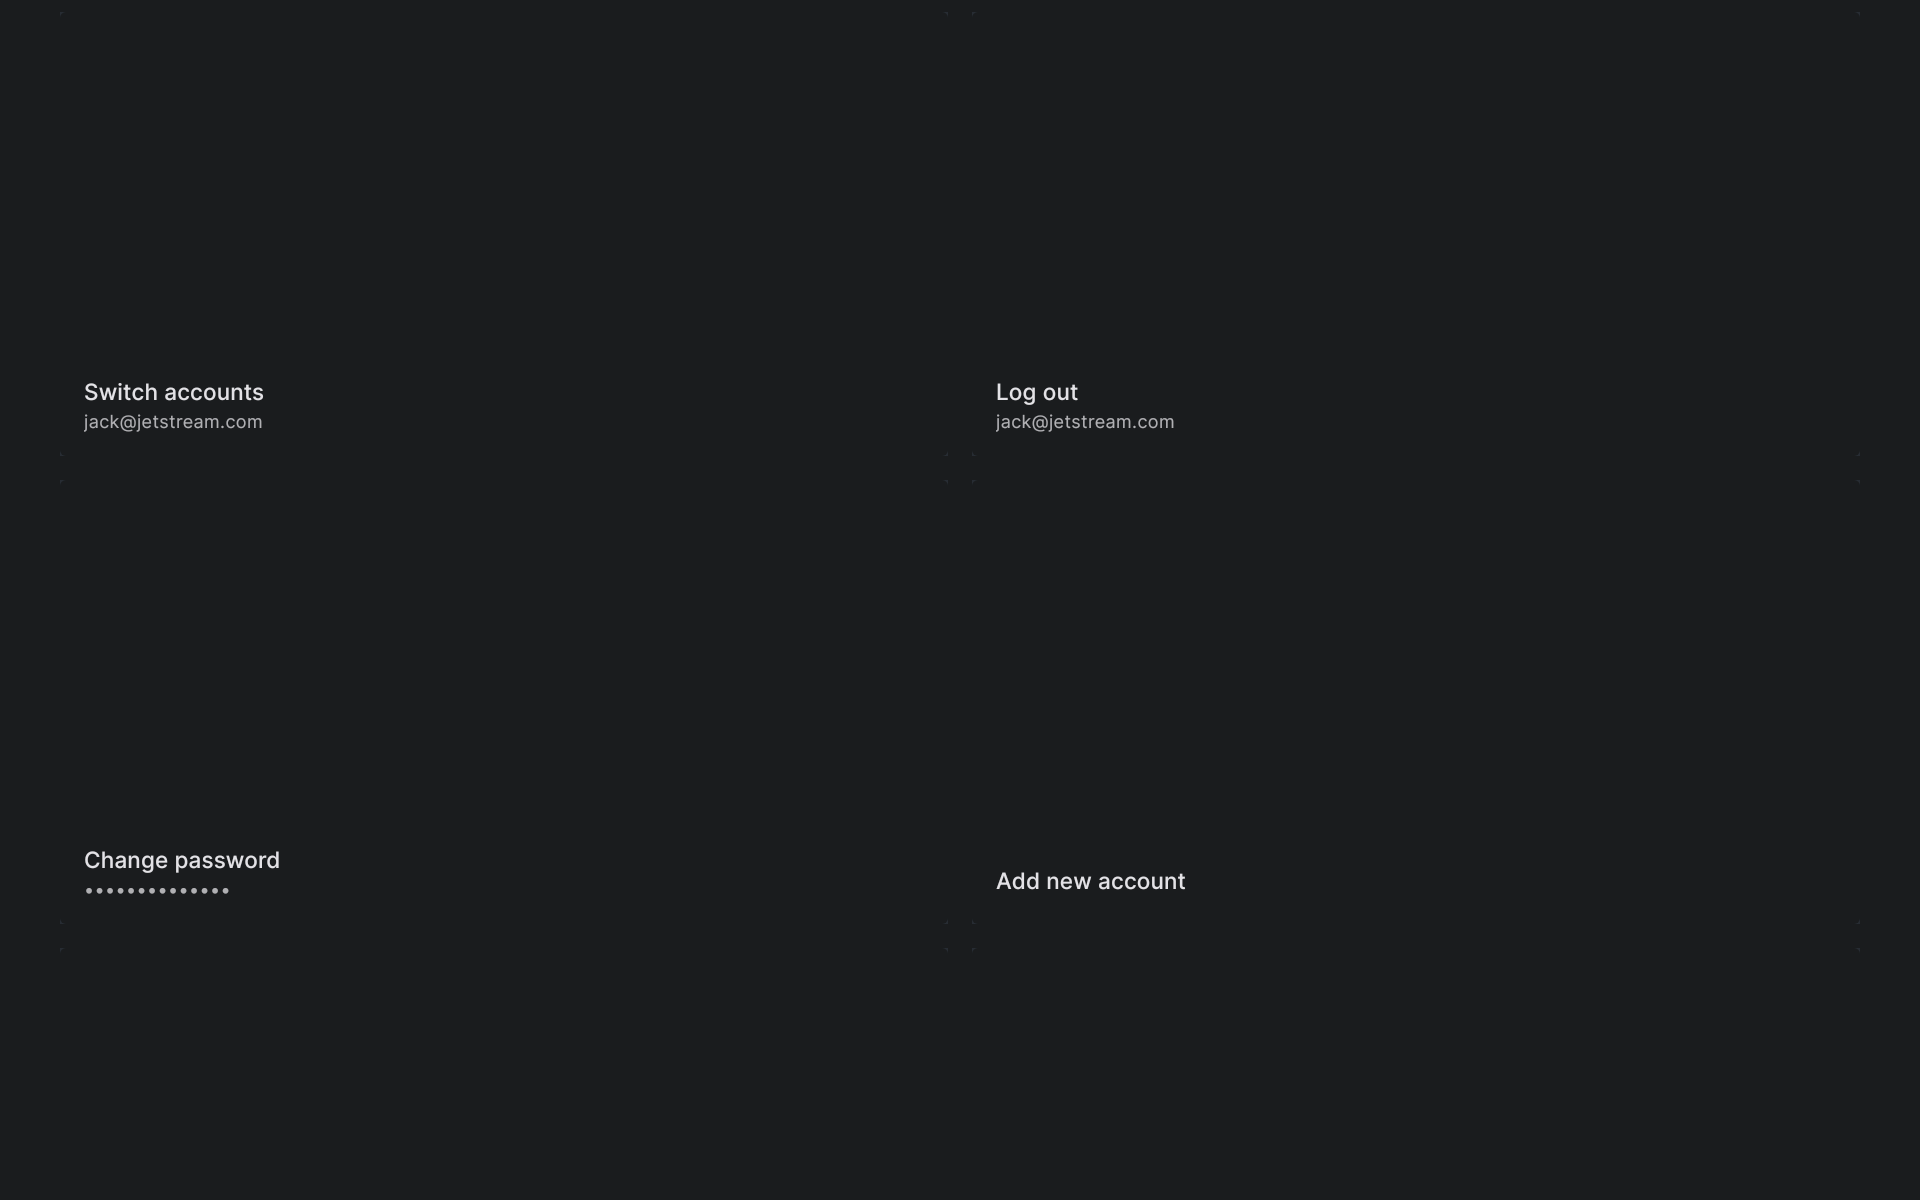 Switch accounts
jack@jetstream.com
Log out
jack@jetstream.com
Change password
••••••••••••••
Add new account